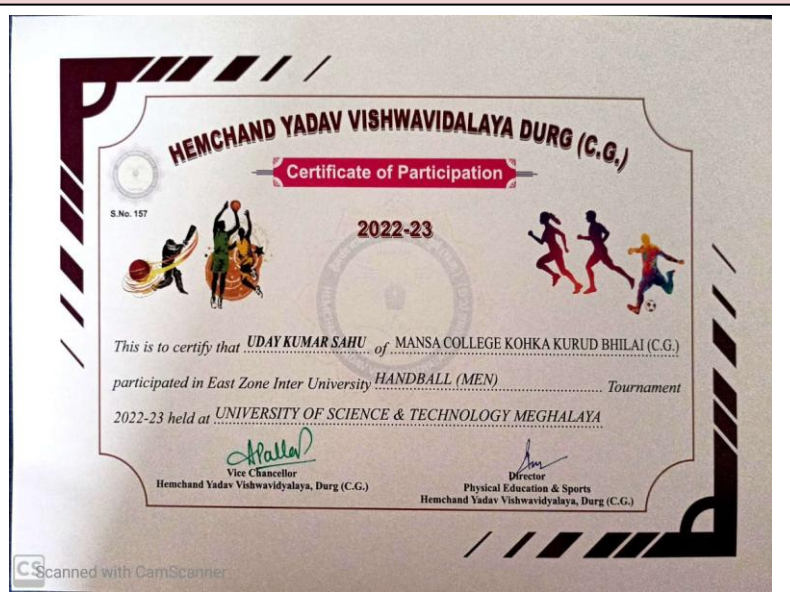 HEMCHAND YADAV VISHWAVIDALAYA DURG (C.G.)
Certificate of Participation
S.No. 157
2022-23
This is to certify that UDAY KUMAR SAHU of MANSA COLLEGE KOHKA KURUD BHILAI (C.G.)
participated in East Zone Inter University HANDBALL (MEN) Tournament
2022-23 held at UNIVERSITY OF SCIENCE & TECHNOLOGY MEGHALAYA
Vice Chancellor
Hemchand Yadav Vishwavidyalaya, Durg (C.G.)
Director
Physical Education & Sports
Hemchand Yadav Vishwavidyalaya, Durg (C.G.)
CS Scanned with CamScanner